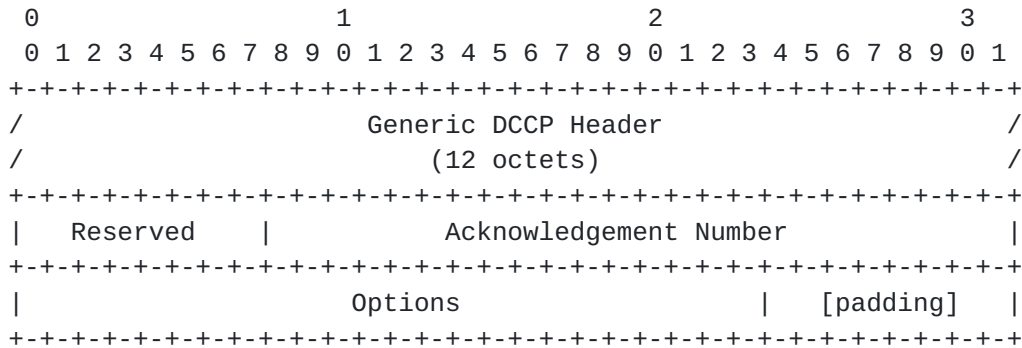 0                   1                   2                   3
 0 1 2 3 4 5 6 7 8 9 0 1 2 3 4 5 6 7 8 9 0 1 2 3 4 5 6 7 8 9 0 1
+-+-+-+-+-+-+-+-+-+-+-+-+-+-+-+-+-+-+-+-+-+-+-+-+-+-+-+-+-+-+-+-+
/                      Generic DCCP Header                      /
/                          (12 octets)                          /
+-+-+-+-+-+-+-+-+-+-+-+-+-+-+-+-+-+-+-+-+-+-+-+-+-+-+-+-+-+-+-+-+
|   Reserved    |           Acknowledgement Number              |
+-+-+-+-+-+-+-+-+-+-+-+-+-+-+-+-+-+-+-+-+-+-+-+-+-+-+-+-+-+-+-+-+
|                     Options                   |   [padding]   |
+-+-+-+-+-+-+-+-+-+-+-+-+-+-+-+-+-+-+-+-+-+-+-+-+-+-+-+-+-+-+-+-+